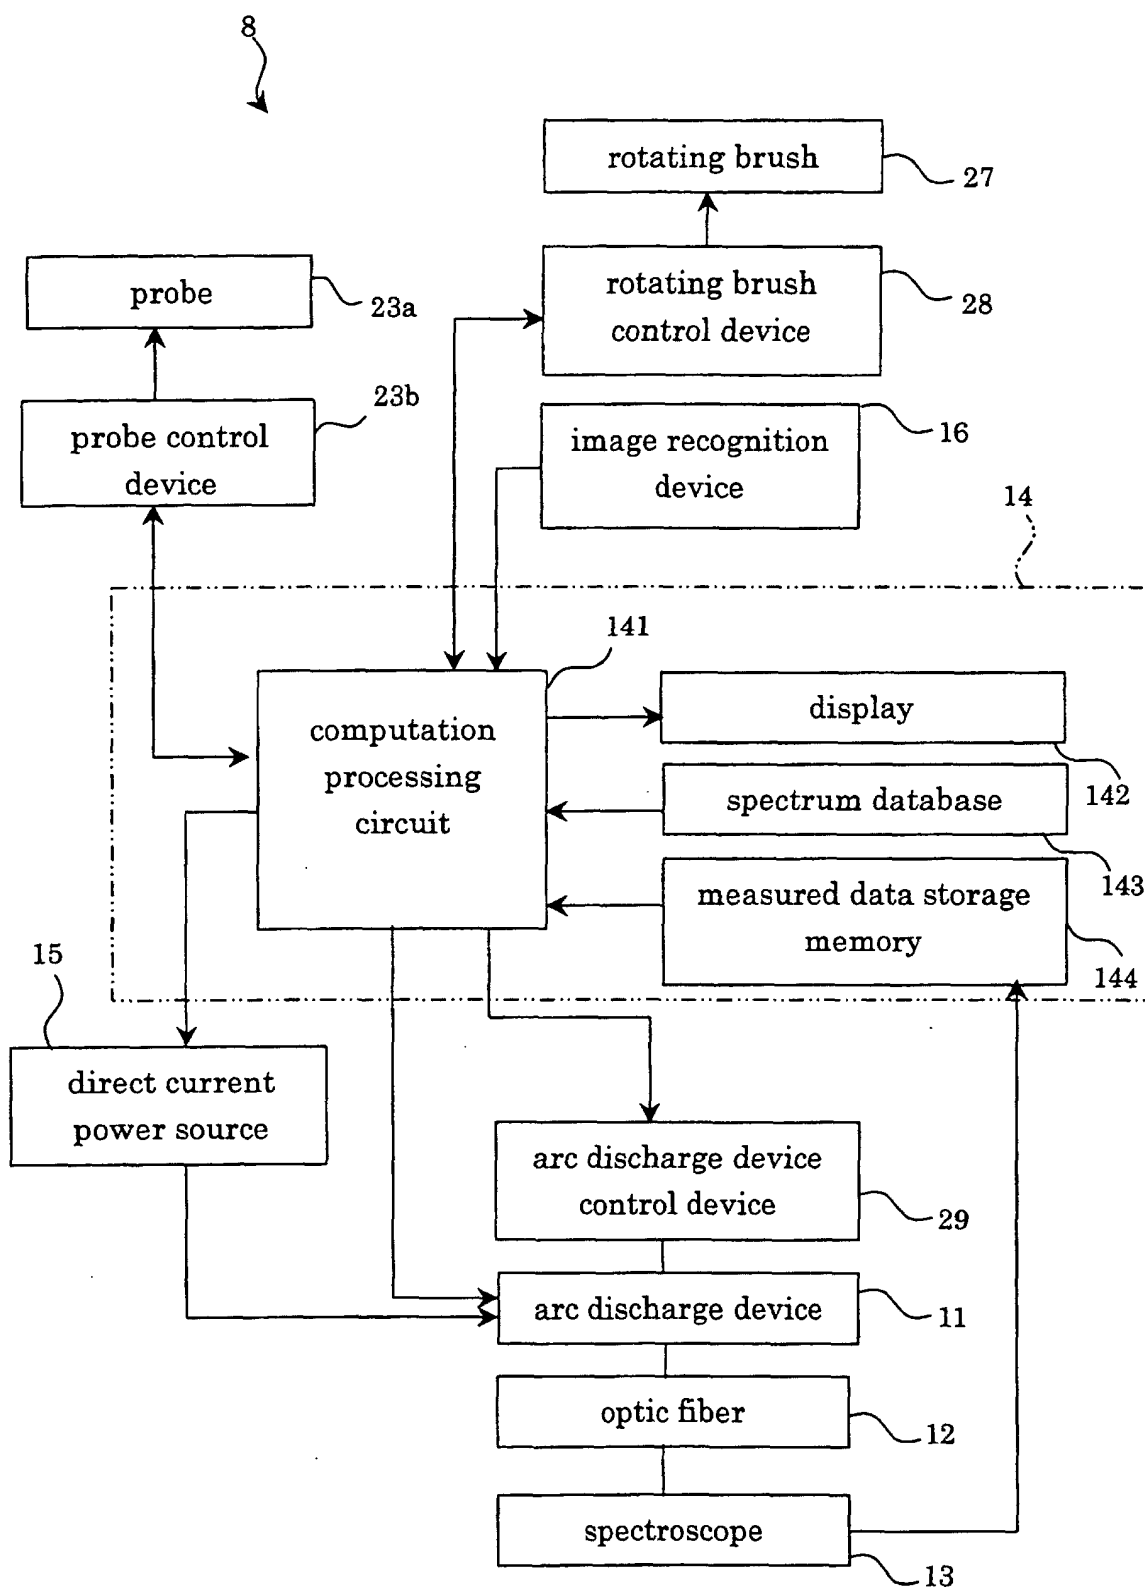 8
rotating brush
27
rotating brush
control device
28
probe
23a
probe control
device
23b
image recognition
device
16
14
141
computation
processing
circuit
display
142
spectrum database
143
measured data storage
memory
144
15
direct current
power source
arc discharge device
control device
29
arc discharge device
11
optic fiber
12
spectroscope
13